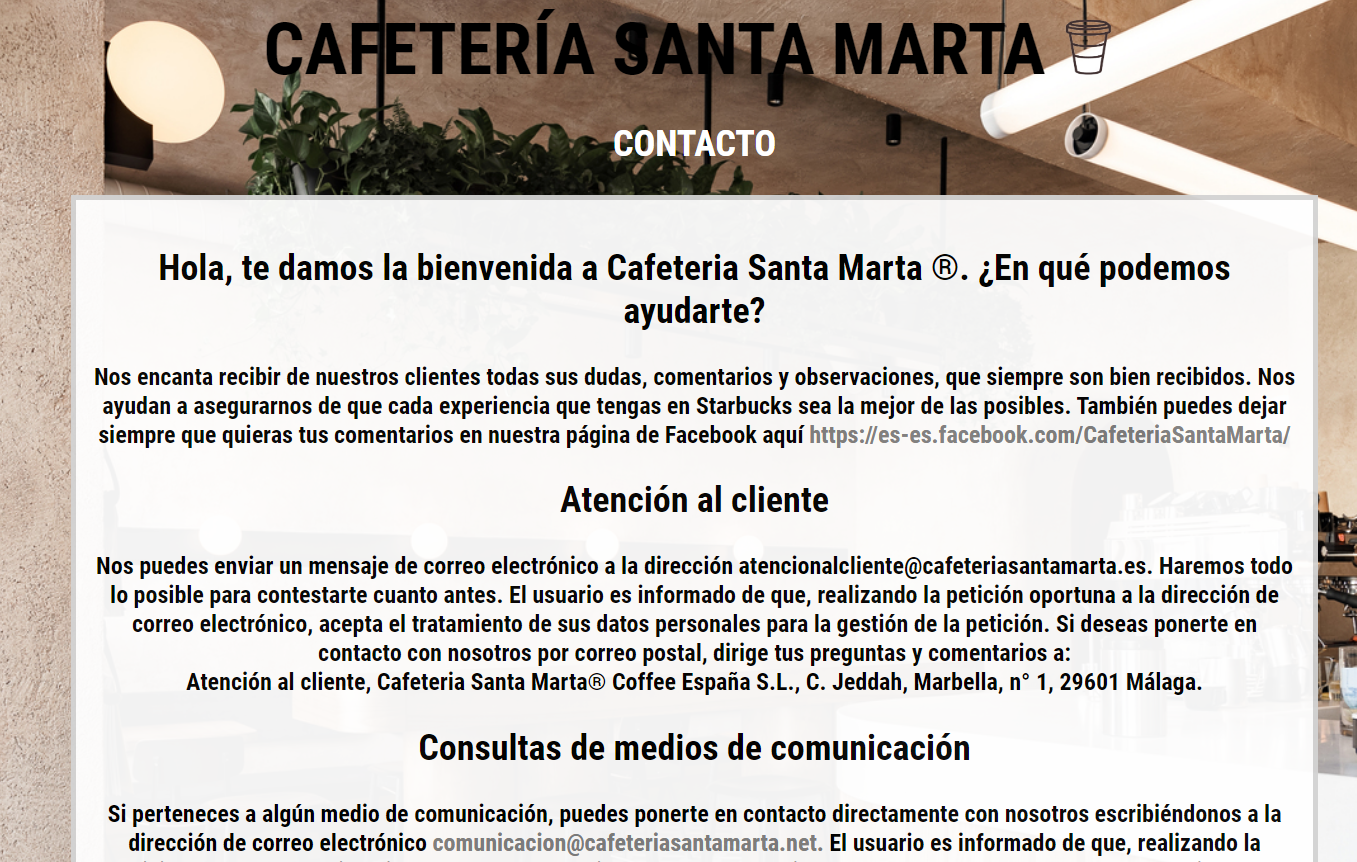 CAFETERÍA SANTA MARTA
CONTACTO
Hola, te damos la bienvenida a Cafeteria Santa Marta ®. ¿En qué podemos
ayudarte?
Nos encanta recibir de nuestros clientes todas sus dudas, comentarios y observaciones, que siempre son bien recibidos. Nos
ayudan a asegurarnos de que cada experiencia que tengas en Starbucks sea la mejor de las posibles. También puedes dejar
siempre que quieras tus comentarios en nuestra página de Facebook aquí https://es-es.facebook.com/CafeteriaSantaMarta/
Atención al cliente
Nos puedes enviar un mensaje de correo electrónico a la dirección atencionalcliente@cafeteriasantamarta.es. Haremos todo
lo posible para contestarte cuanto antes. El usuario es informado de que, realizando la petición oportuna a la dirección de
correo electrónico, acepta el tratamiento de sus datos personales para la gestión de la petición. Si deseas ponerte en
contacto con nosotros por correo postal, dirige tus preguntas y comentarios a:
Atención al cliente, Cafeteria Santa Marta® Coffee España S.L., C. Jeddah, Marbella, n° 1, 29601 Málaga.
Consultas de medios de comunicación
Si perteneces a algún medio de comunicación, puedes ponerte en contacto directamente con nosotros escribiéndonos a la
dirección de correo electrónico comunicacion@cafeteriasantamarta.net. El usuario es informado de que, realizando la